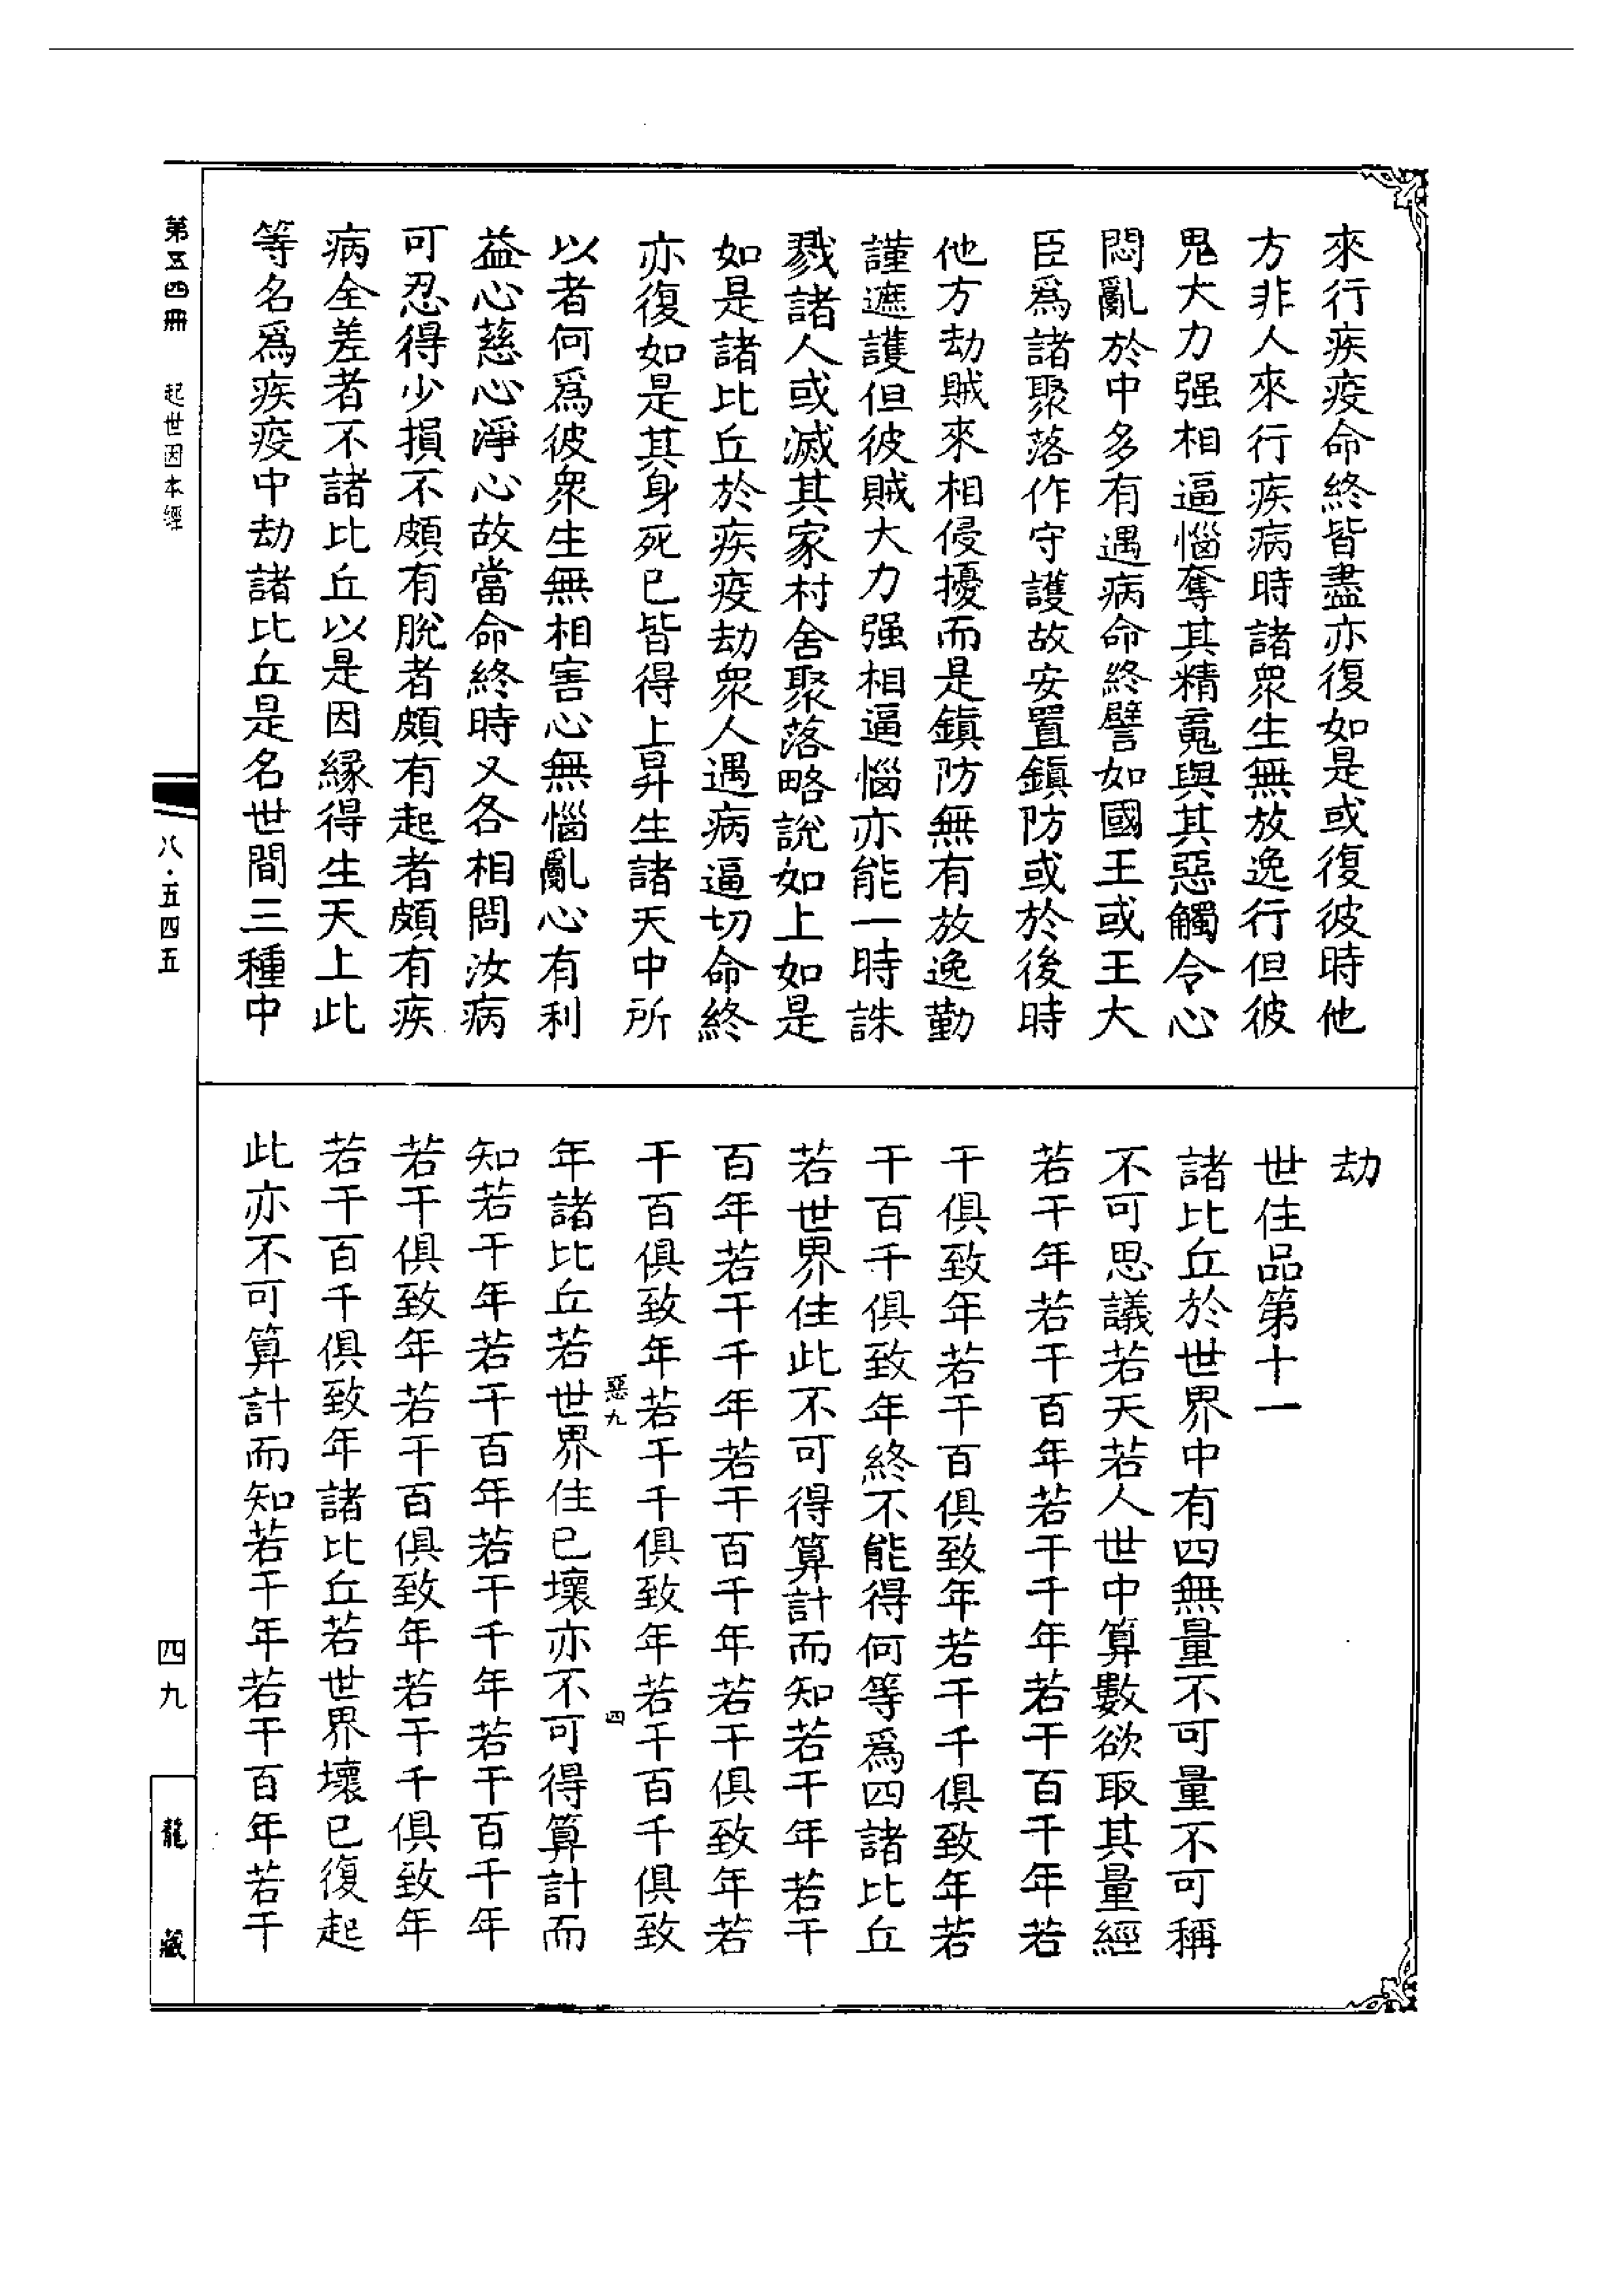 來行疾疫命終皆盡亦復如是或復彼時他
方非人來行疾病時諸衆生無放逸行但彼
鬼大力强相逼惱奪其精䰟與其惡觸令心
悶亂於中多有遇病命終譬如國王或王大
臣爲諸聚落作守護故安置鎮防或於後時
他方劫賊來相侵擾而是鎮防無有放逸勤
謹遮護但彼賊大力强相逼惱亦能一時誅
戮諸人或滅其家村舍聚落略說如上如是
如是諸比丘於疾疫劫衆人遇病逼切命終
亦復如是其身死已皆得上昇生諸天中所
以者何爲彼衆生無相害心無惱亂心有利
益心慈心淨心故當命終時又各相問汝病
可忍得少損不頗有脫者頗有起者頗有疾
病全差者不諸比丘以是因緣得生天上此
等名爲疾疫中劫諸比丘是名世間三種中
劫
世住品第十一
諸比丘於世界中有四無量不可量不可稱
不可思議若天若人世中算數欲取其量經
若干年若干百年若干千年若干百千年若
干俱致年若干百俱致年若干千俱致年若
干百千俱致年終不能得何等爲四諸比丘
若世界住此不可得算計而知若干年若干
百年若干千年若干百千年若干俱致年若
干百俱致年若干千俱致年若干百千俱致
惡九
四
年諸比丘若世界住已壞亦不可得算計而
知若干年若干百年若干千年若干百千年
若干俱致年若干百俱致年若干千俱致年
若干百千俱致年諸比丘若世界壞已復起
此亦不可算計而知若干年若干百年若干
第五四冊
起世因本經
八·五四五
四九
龍藏